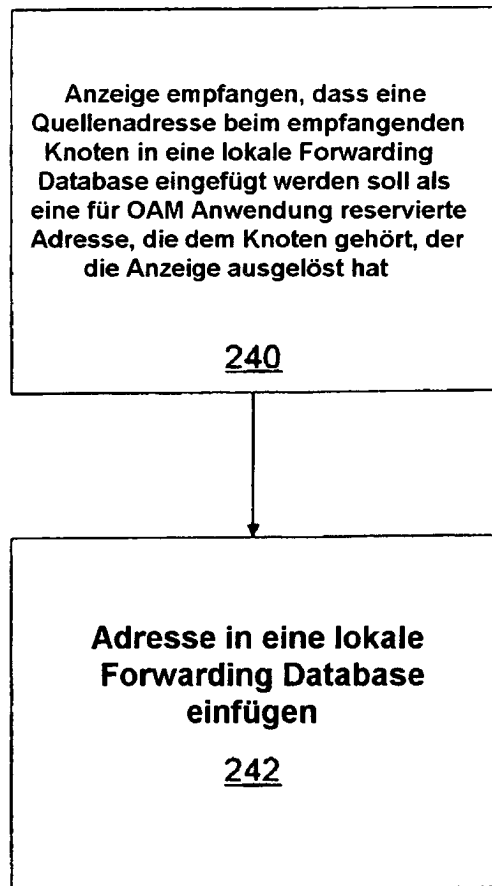 Anzeige empfangen, dass eine
Quellenadresse beim empfangenden
Knoten in eine lokale Forwarding
Database eingefügt werden soll als
eine für OAM Anwendung reservierte
Adresse, die dem Knoten gehört, der
die Anzeige ausgelöst hat
240
Adresse in eine lokale
Forwarding Database
einfügen
242